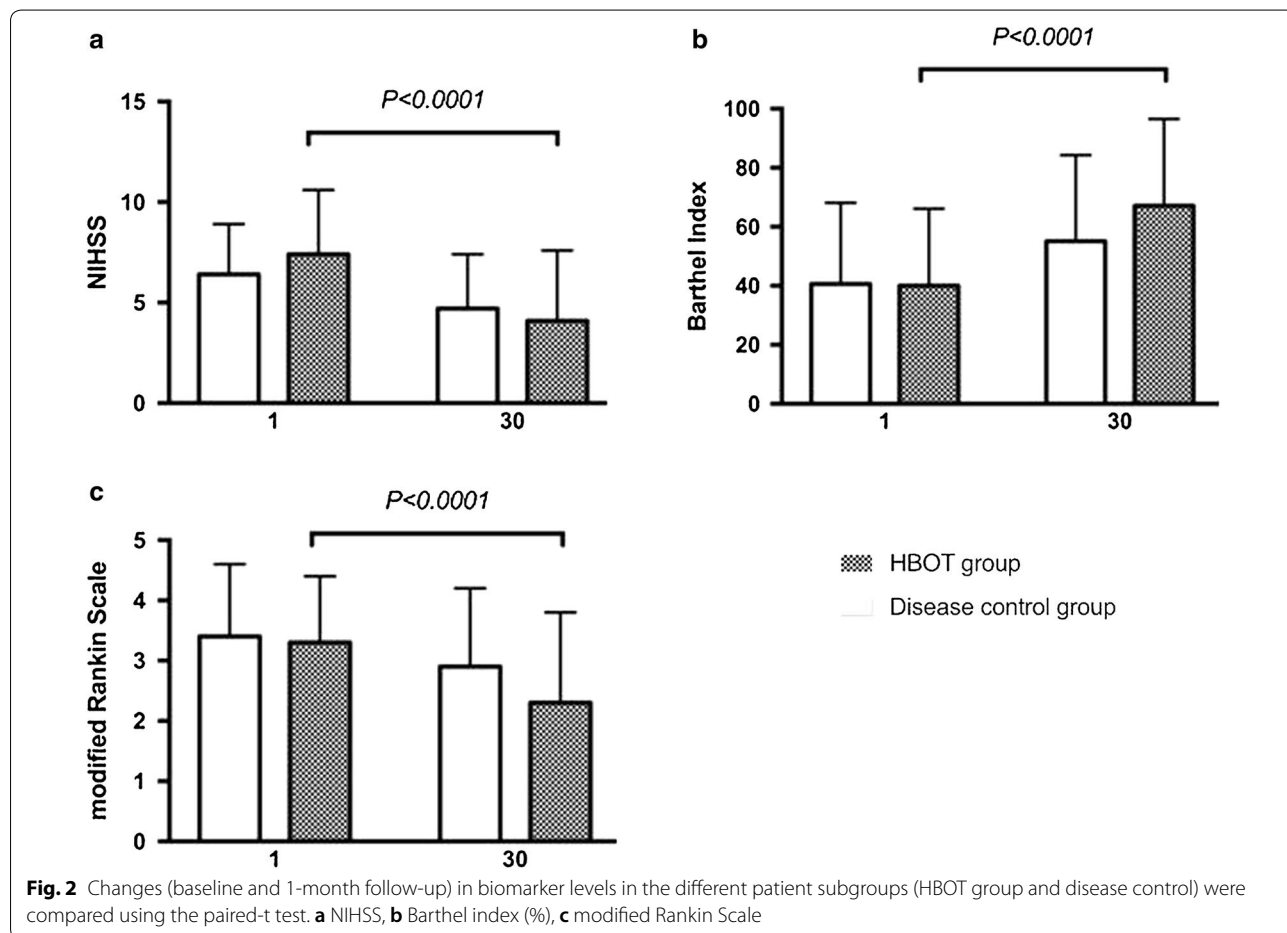 a
P<0.0001
15
10
5
0
NIHSS
1 30
b
P<0.0001
100
80
60
40
20
0
Barthel Index
1 30
c
P<0.0001
5
4
3
2
1
0
modified Rankin Scale
1 30
HBOT group
Disease control group
Fig. 2 Changes (baseline and 1-month follow-up) in biomarker levels in the different patient subgroups (HBOT group and disease control) were
compared using the paired-t test. a NIHSS, b Barthel index (%), c modified Rankin Scale